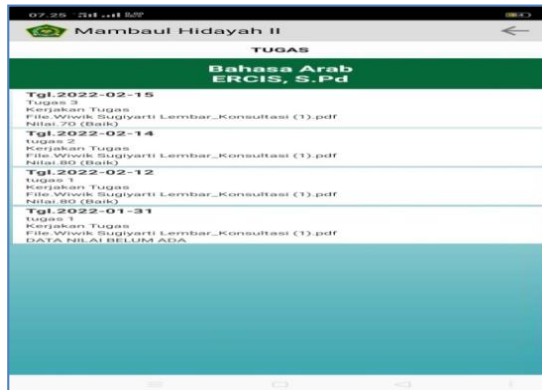 07.25
Mambaul Hidayah II
TUGAS
Bahasa Arab
ERCIS, S.Pd
Tgl.2022-02-15
Tugas 3
Kerjakan Tugas
File.Wiwik Sugiyarti Lembar_Konsultasi (1).pdf
Nilai.70 (Baik)
Tgl.2022-02-14
tugas 2
Kerjakan Tugas
File.Wiwik Sugiyarti Lembar_Konsultasi (1).pdf
Nilai.80 (Baik)
Tgl.2022-02-12
tugas 1
Kerjakan Tugas
File.Wiwik Sugiyarti Lembar_Konsultasi (1).pdf
Nilai.80 (Baik)
Tgl.2022-01-31
tugas 1
Kerjakan Tugas
File.Wiwik Sugiyarti Lembar_Konsultasi (1).pdf
DATA NILAI BELUM ADA